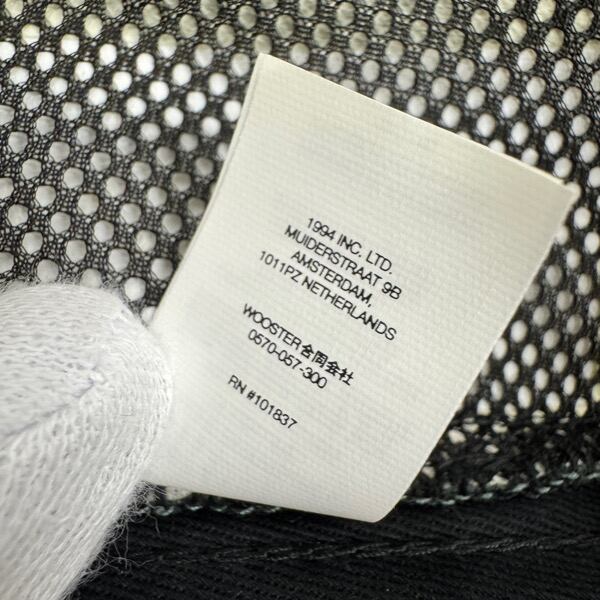 1994 INC, LTD.
MUIDERSTRAAT 9B
AMSTERDAM,
1011PZ NETHERLANDS
WOOSTER合同会社
0570-057-300
RN #101837